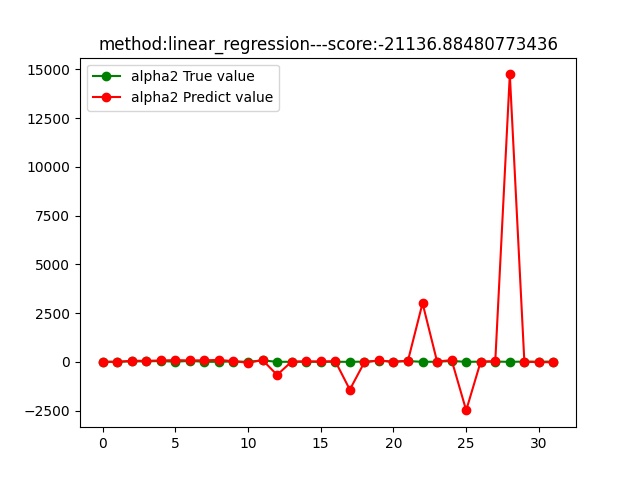 method:linear_regression---score:-21136.88480773436
alpha2 True value
alpha2 Predict value
15000
12500
10000
7500
5000
2500
0
−2500
0 5 10 15 20 25 30